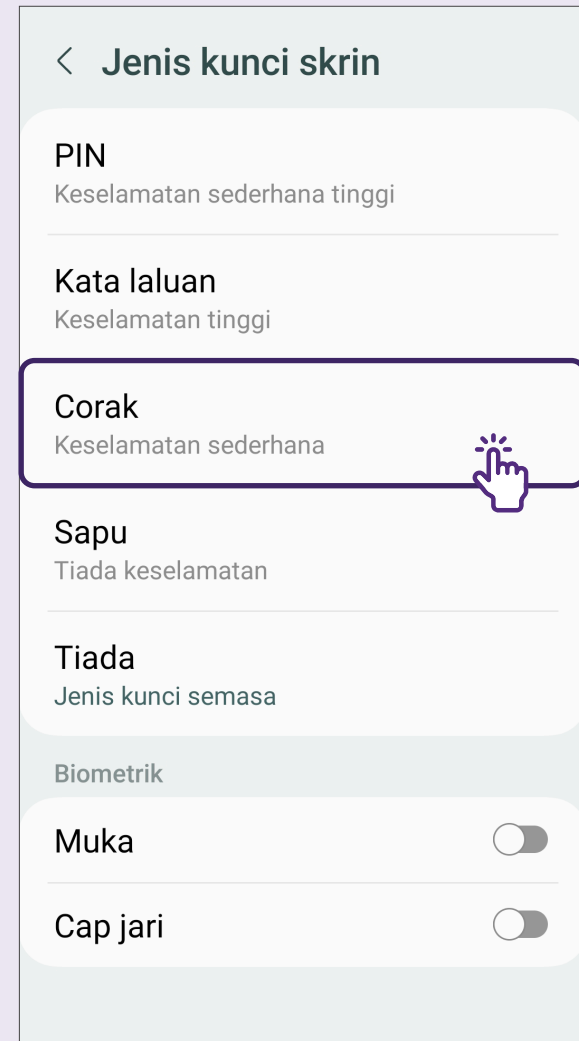 Jenis kunci skrin
PIN
Keselamatan sederhana tinggi
Kata laluan
Keselamatan tinggi
Corak
Keselamatan sederhana
Sapu
Tiada keselamatan
Tiada
Jenis kunci semasa
Biometrik
Muka
Cap jari